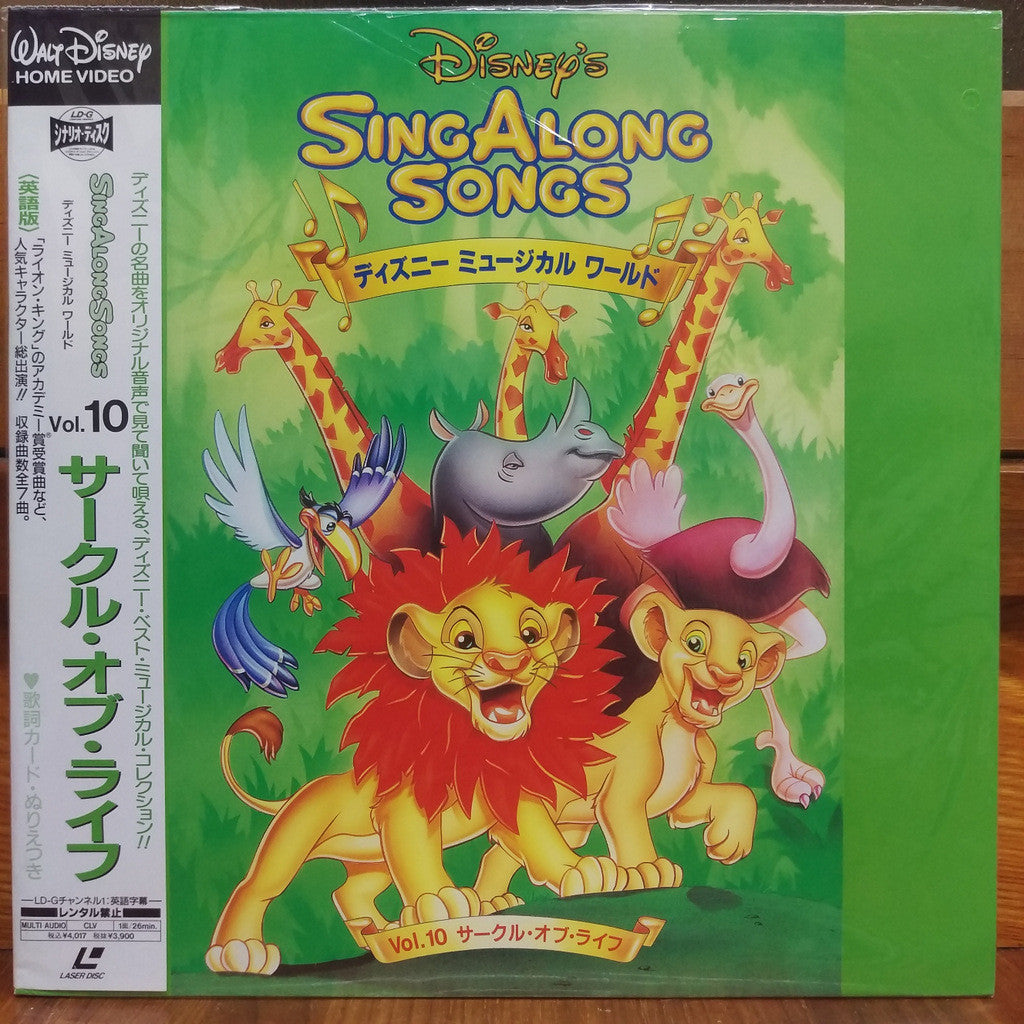 WALT DISNEY
HOME VIDEO
LD-G
シナリオ・ディスク
SING ALONG SONGS
〈英語版〉
ディズニー ミュージカル ワールド
ディズニーの名曲をオリジナル音声で見て聞いて唄える、ディズニー・ベスト・ミュージカル・コレクション!!
「ライオン・キング」のアカデミー賞®受賞曲など、
人気キャラクター総出演!! 収録曲数全7曲。
Vol.10
サークル・オブ・ライフ
♥歌詞カード・ぬりえつき
LD-Gチャンネル1:英語字幕
レンタル禁止
MULTI AUDIO CLV 1面/26min.
税込¥4,017 税抜¥3,900
LASER DISC
DISNEY'S
SING ALONG
SONGS
ディズニー ミュージカル ワールド
Vol.10 サークル・オブ・ライフ